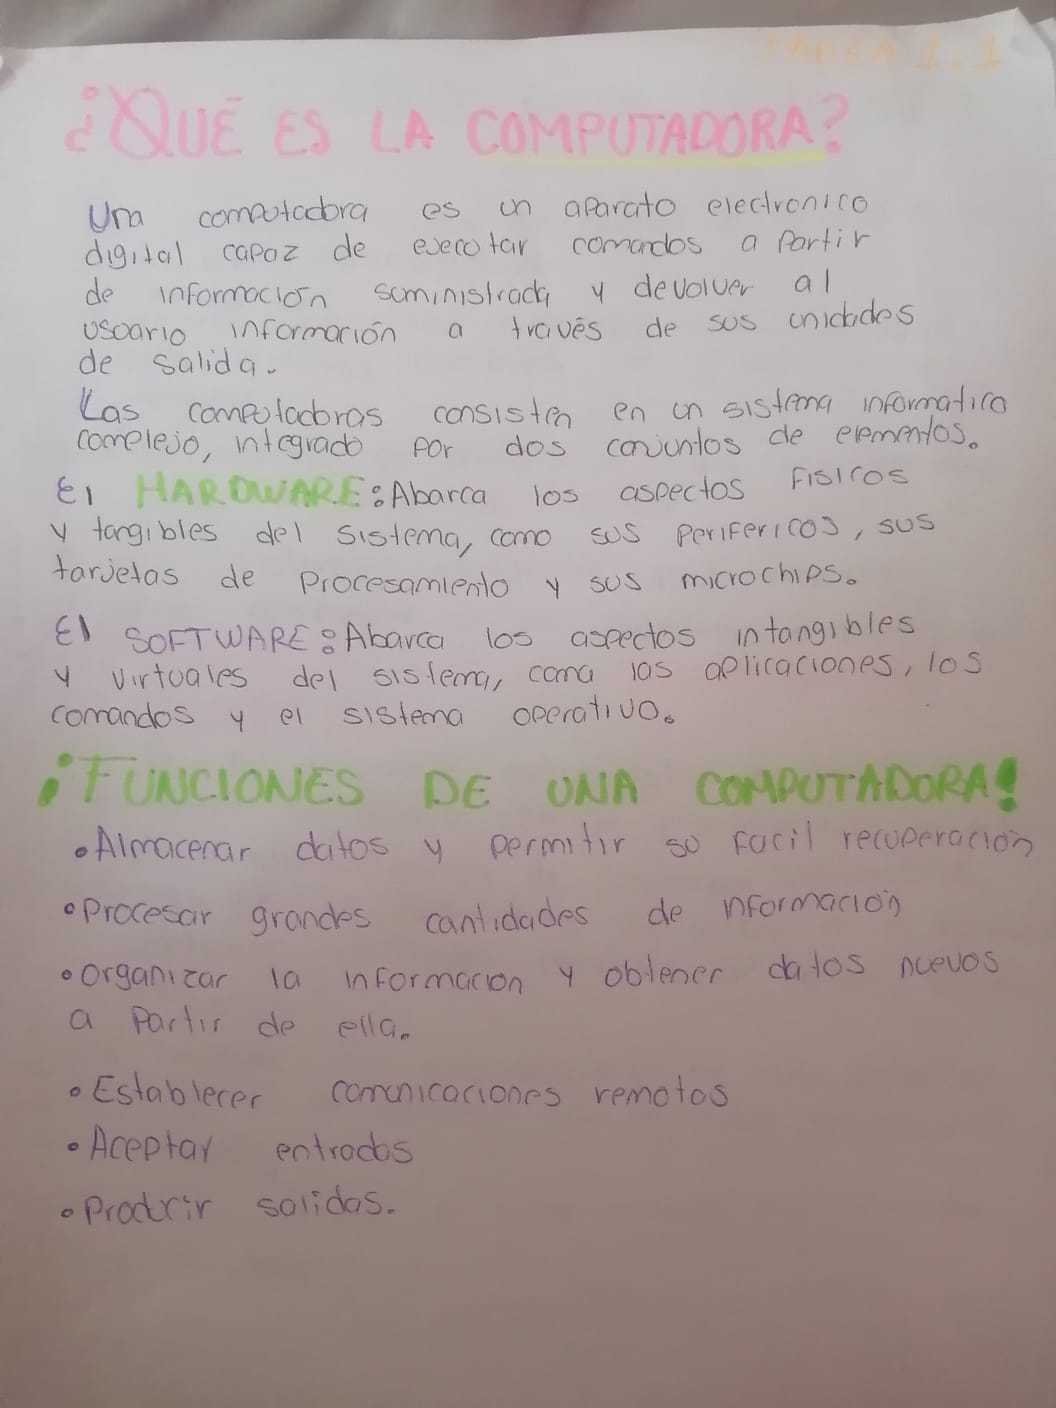 TAREA 1.1
¿QUÉ ES LA COMPUTADORA?
Una computadora es un aparato electronico
digital capaz de ejecutar comandos a partir
de información suministrada y devolver al
usuario información a través de sus unidades
de salida.
Las computadoras consisten en un sistema informatico
complejo, integrado por dos conjuntos de elementos.
El HARDWARE: Abarca los aspectos fisicos
y tangibles del sistema, como sus perifericos, sus
tarjetas de procesamiento y sus microchips.
El SOFTWARE: Abarca los aspectos intangibles
y virtuales del sistema, como las aplicaciones, los
comandos y el sistema operativo.
¡FUNCIONES DE UNA COMPUTADORA!
• Almacenar datos y permitir su facil recuperación
• Procesar grandes cantidades de información
• Organizar la informacion y obtener datos nuevos
a partir de ella.
• Establecer comunicaciones remotas
• Aceptar entradas
• Producir salidas.